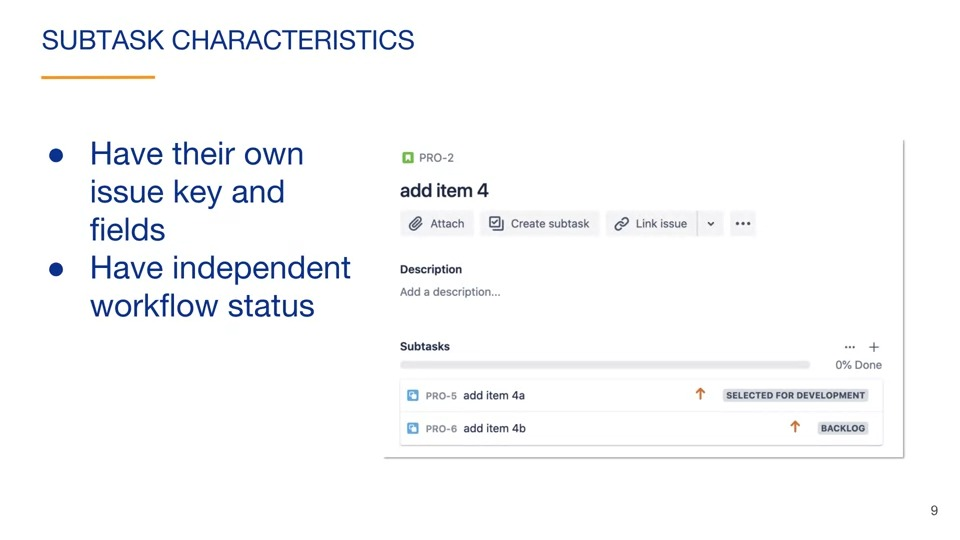 SUBTASK CHARACTERISTICS
● Have their own
issue key and
fields
● Have independent
workflow status
PRO-2
add item 4
Attach Create subtask Link issue
Description
Add a description...
Subtasks
0% Done
PRO-5 add item 4a SELECTED FOR DEVELOPMENT
PRO-6 add item 4b BACKLOG
9